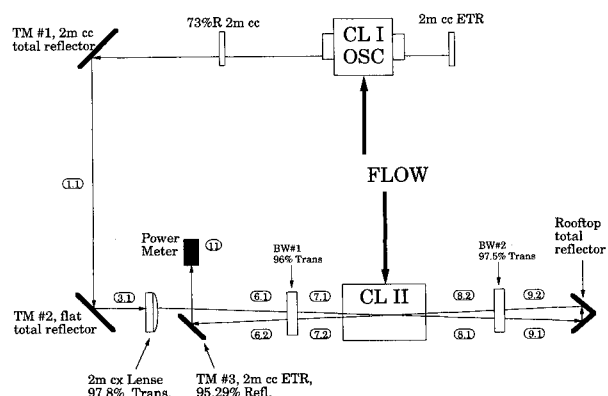 TM #1, 2m cc
total reflector
73%R 2m cc
CL I
OSC
2m cc ETR
1.1
FLOW
Power
Meter
11
BW#1
96% Trans
BW#2
97.5% Trans
Rooftop
total
reflector
3.1
6.1
7.1
CL II
8.2
9.2
6.2
7.2
8.1
9.1
TM #2, flat
total reflector
2m cx Lense
97.8% Trans.
TM #3, 2m cc ETR,
95.29% Refl.